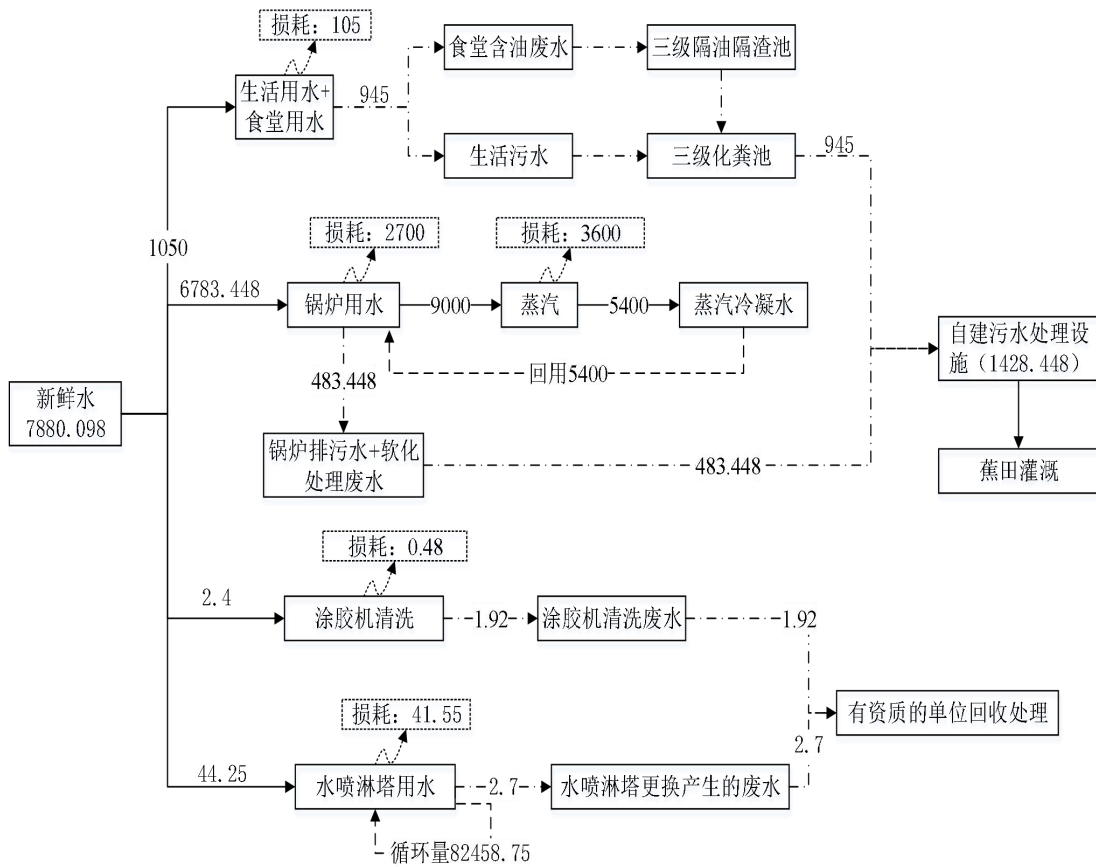 损耗：105
食堂含油废水
三级隔油隔渣池
生活用水+
食堂用水
945
生活污水
三级化粪池
945
1050
损耗：2700
损耗：3600
6783.448
锅炉用水
9000
蒸汽
5400
蒸汽冷凝水
回用5400
483.448
自建污水处理设
施（1428.448）
新鲜水
7880.098
锅炉排污水+软化
处理废水
483.448
蕉田灌溉
损耗：0.48
2.4
涂胶机清洗
1.92
涂胶机清洗废水
1.92
损耗：41.55
有资质的单位回收处理
2.7
44.25
水喷淋塔用水
2.7
水喷淋塔更换产生的废水
循环量82458.75